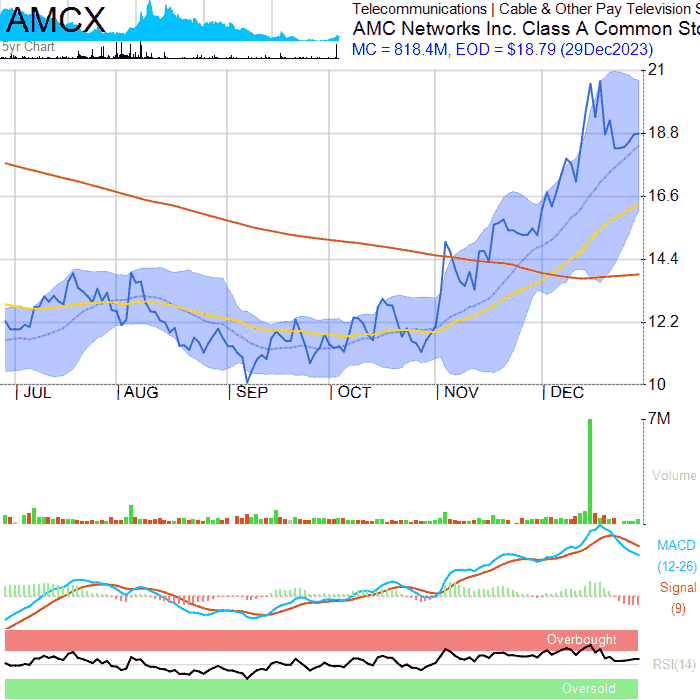 AMCX
Telecommunications | Cable & Other Pay Television S
AMC Networks Inc. Class A Common Sto
MC = 818.4M, EOD = $18.79 (29Dec2023)
5yr Chart
21
18.8
16.6
14.4
12.2
10
JUL AUG SEP OCT NOV DEC
7M
Volume
MACD
(12-26)
Signal
(9)
Overbought
RSI(14)
Oversold